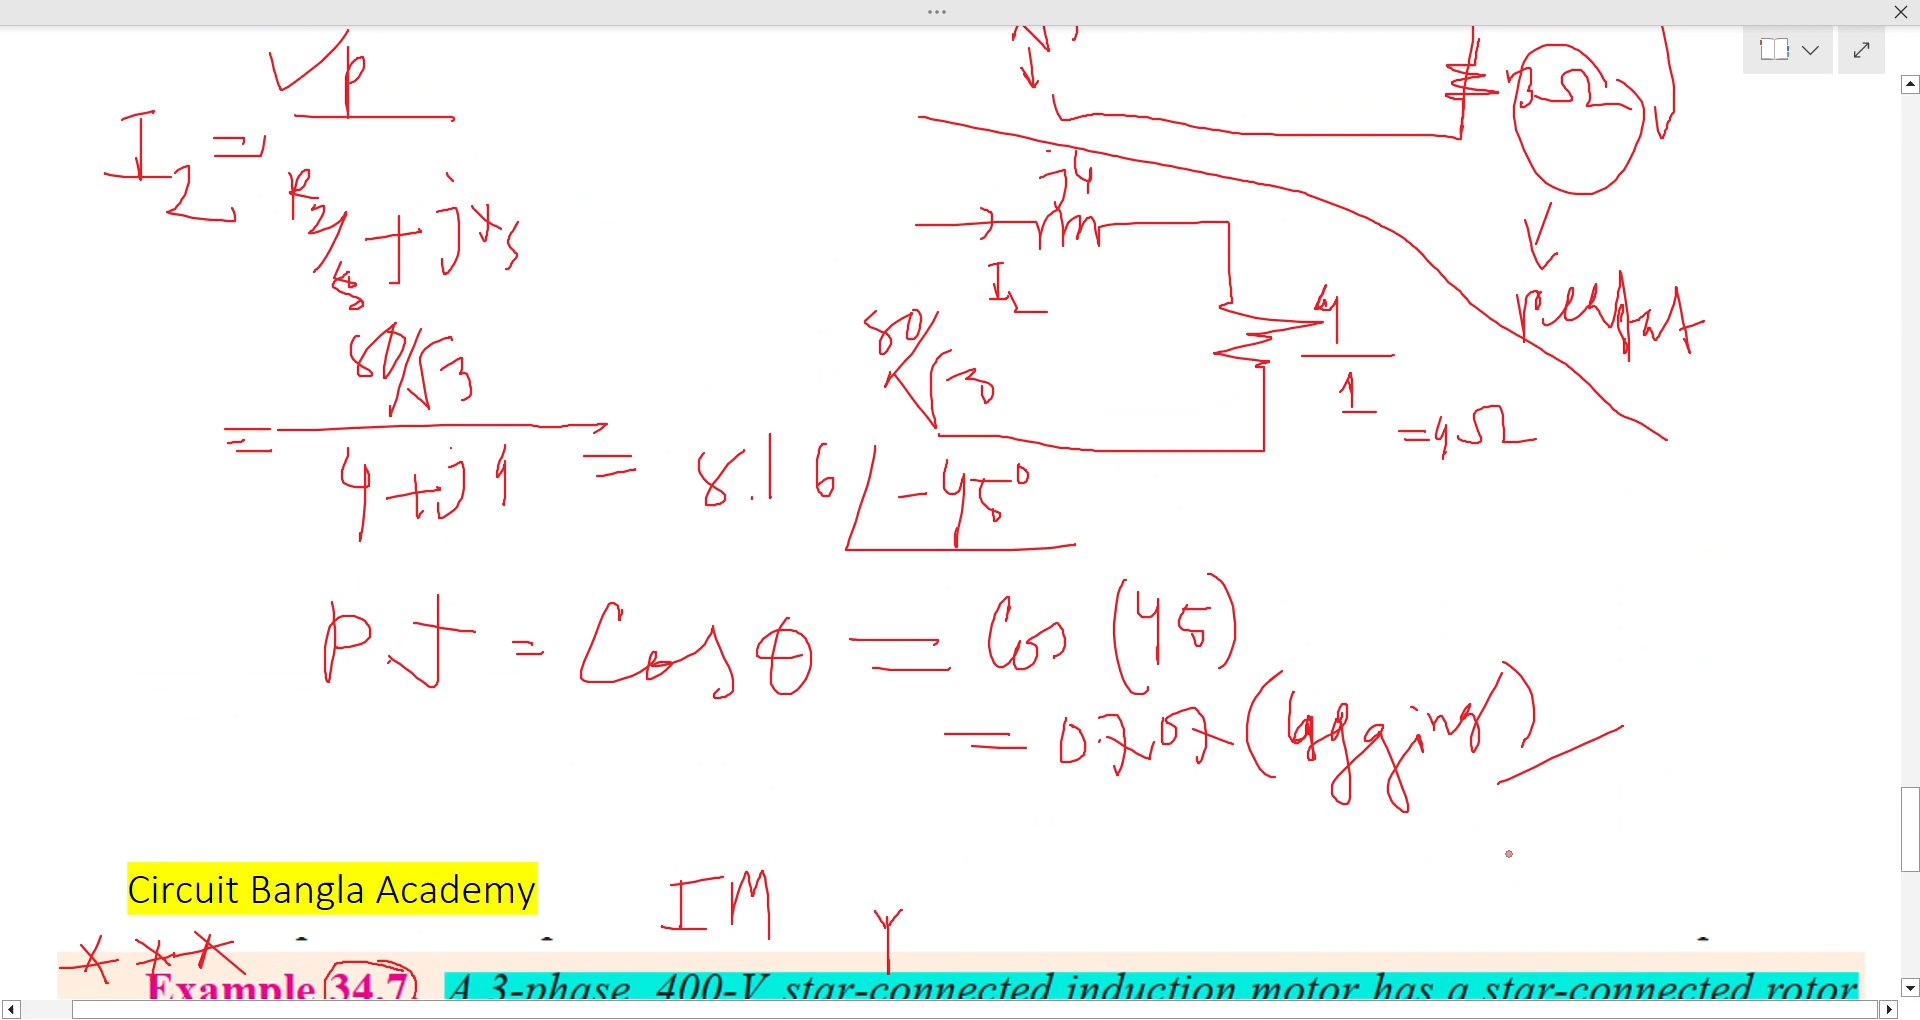 Vp
I2 = R2/s + jXs
j4
3Ω
I2
80/√3
4/1 = 4Ω
= 80/√3 / 4+j4 = 8.16 ∠-45°
Pf = Cosθ = Cos (45)
= 0.707 (lagging)
Circuit Bangla Academy
IM
Y
Example 34.7 A 3-phase, 400-V, star-connected induction motor has a star-connected rotor